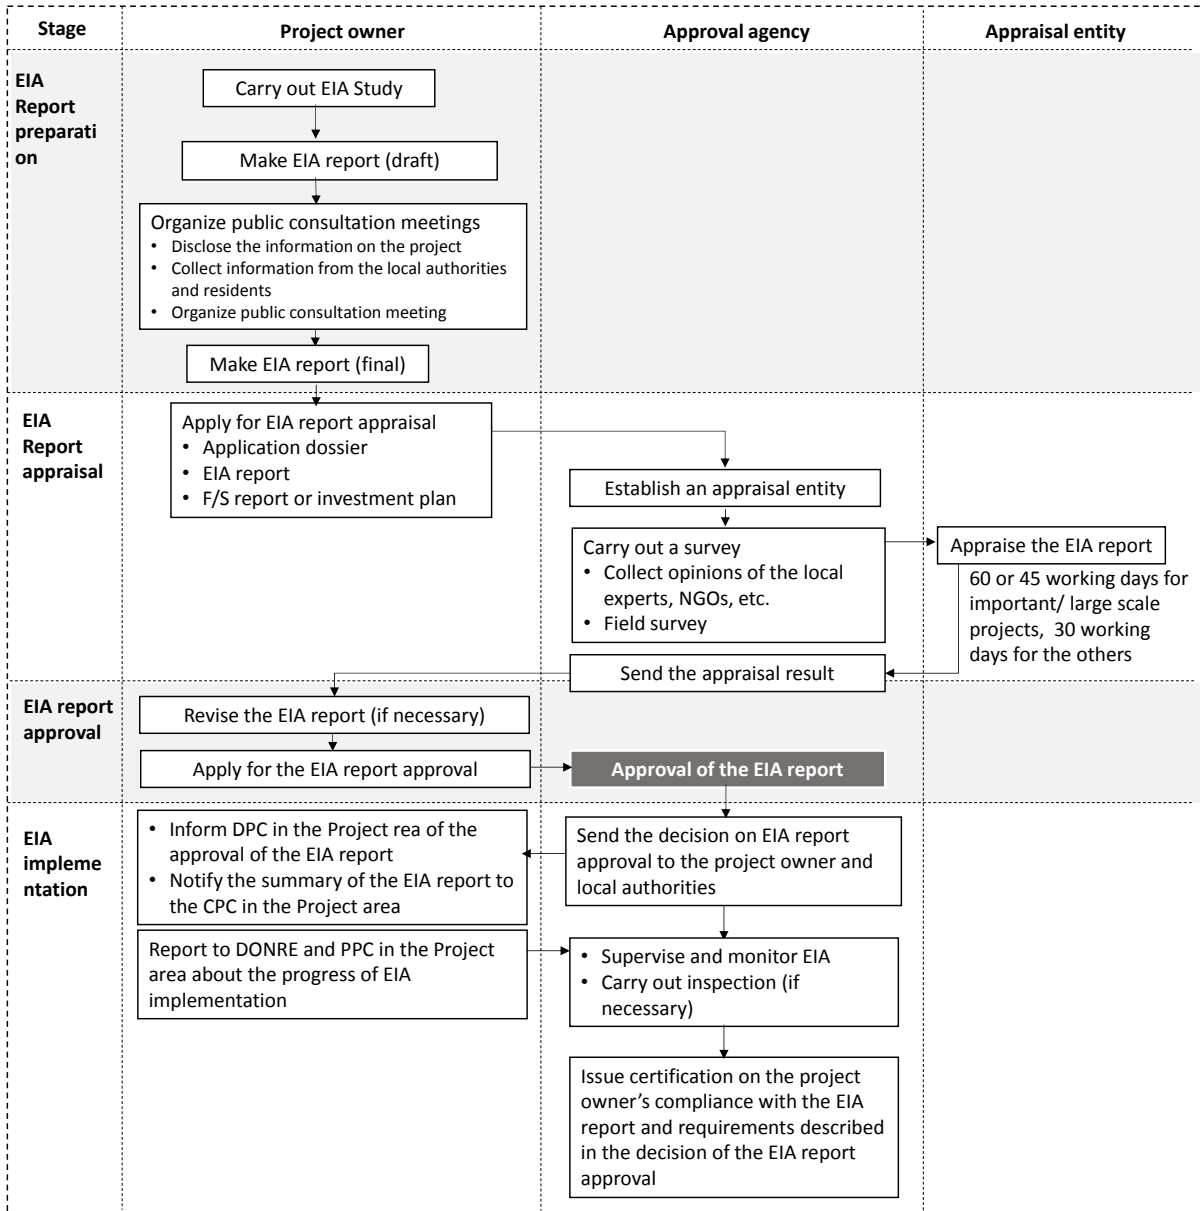 Stage
Project owner
Approval agency
Appraisal entity
EIA
Report
preparati
on
Carry out EIA Study
Make EIA report (draft)
Organize public consultation meetings
• Disclose the information on the project
• Collect information from the local authorities
and residents
• Organize public consultation meeting
Make EIA report (final)
EIA
Report
appraisal
Apply for EIA report appraisal
• Application dossier
• EIA report
• F/S report or investment plan
Establish an appraisal entity
Carry out a survey
• Collect opinions of the local
experts, NGOs, etc.
• Field survey
Appraise the EIA report
60 or 45 working days for
important/ large scale
projects, 30 working
days for the others
Send the appraisal result
EIA report
approval
Revise the EIA report (if necessary)
Apply for the EIA report approval
Approval of the EIA report
EIA
impleme
ntation
• Inform DPC in the Project rea of the
approval of the EIA report
• Notify the summary of the EIA report to
the CPC in the Project area
Send the decision on EIA report
approval to the project owner and
local authorities
Report to DONRE and PPC in the Project
area about the progress of EIA
implementation
• Supervise and monitor EIA
• Carry out inspection (if
necessary)
Issue certification on the project
owner's compliance with the EIA
report and requirements described
in the decision of the EIA report
approval